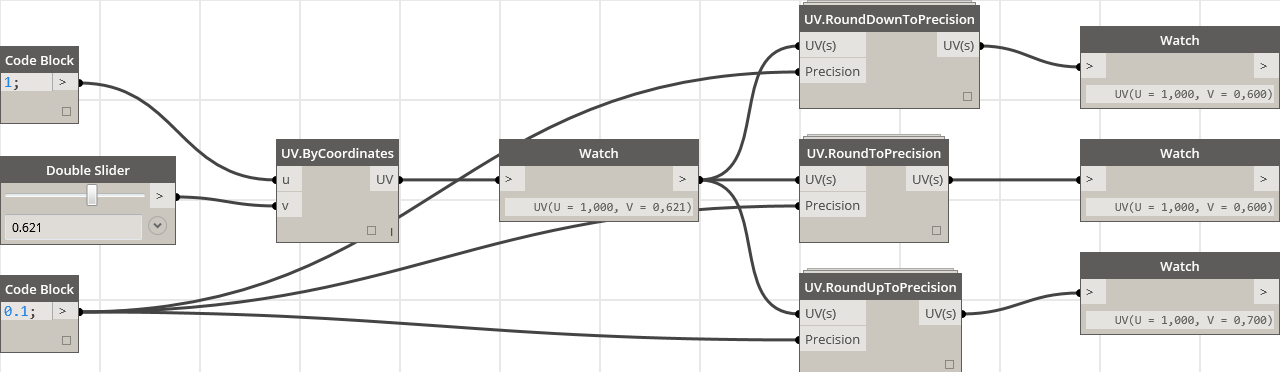 Code Block
1;
>
Double Slider
>
0.621
Code Block
0.1;
>
UV.ByCoordinates
u
UV
v
l
Watch
>
>
UV(U = 1,000, V = 0,621)
UV.RoundDownToPrecision
UV(s)
UV(s)
Precision
Watch
>
>
UV(U = 1,000, V = 0,600)
UV.RoundToPrecision
UV(s)
UV(s)
Precision
Watch
>
>
UV(U = 1,000, V = 0,600)
UV.RoundUpToPrecision
UV(s)
UV(s)
Precision
Watch
>
>
UV(U = 1,000, V = 0,700)